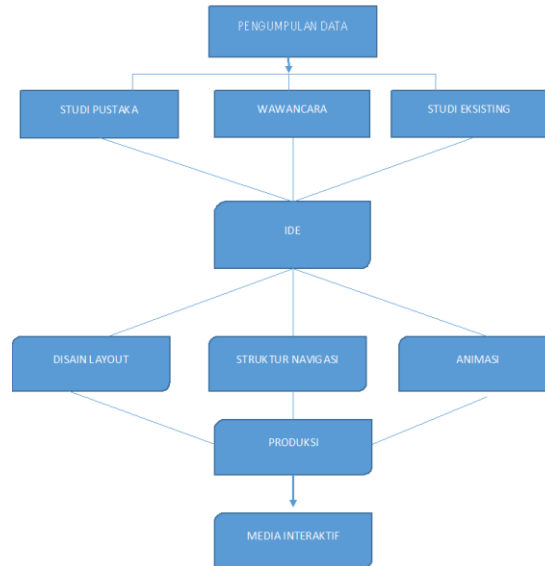 PENGUMPULAN DATA
STUDI PUSTAKA
WAWANCARA
STUDI EKSISTING
IDE
DISAIN LAYOUT
STRUKTUR NAVIGASI
ANIMASI
PRODUKSI
MEDIA INTERAKTIF